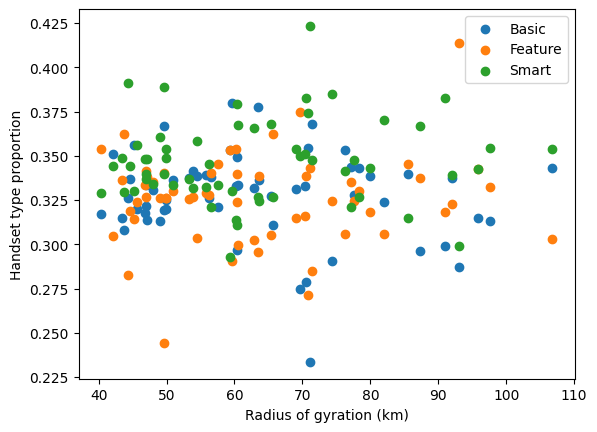 0.425
0.400
0.375
0.350
0.325
0.300
0.275
0.250
0.225
Handset type proportion
40 50 60 70 80 90 100 110
Radius of gyration (km)
Basic
Feature
Smart